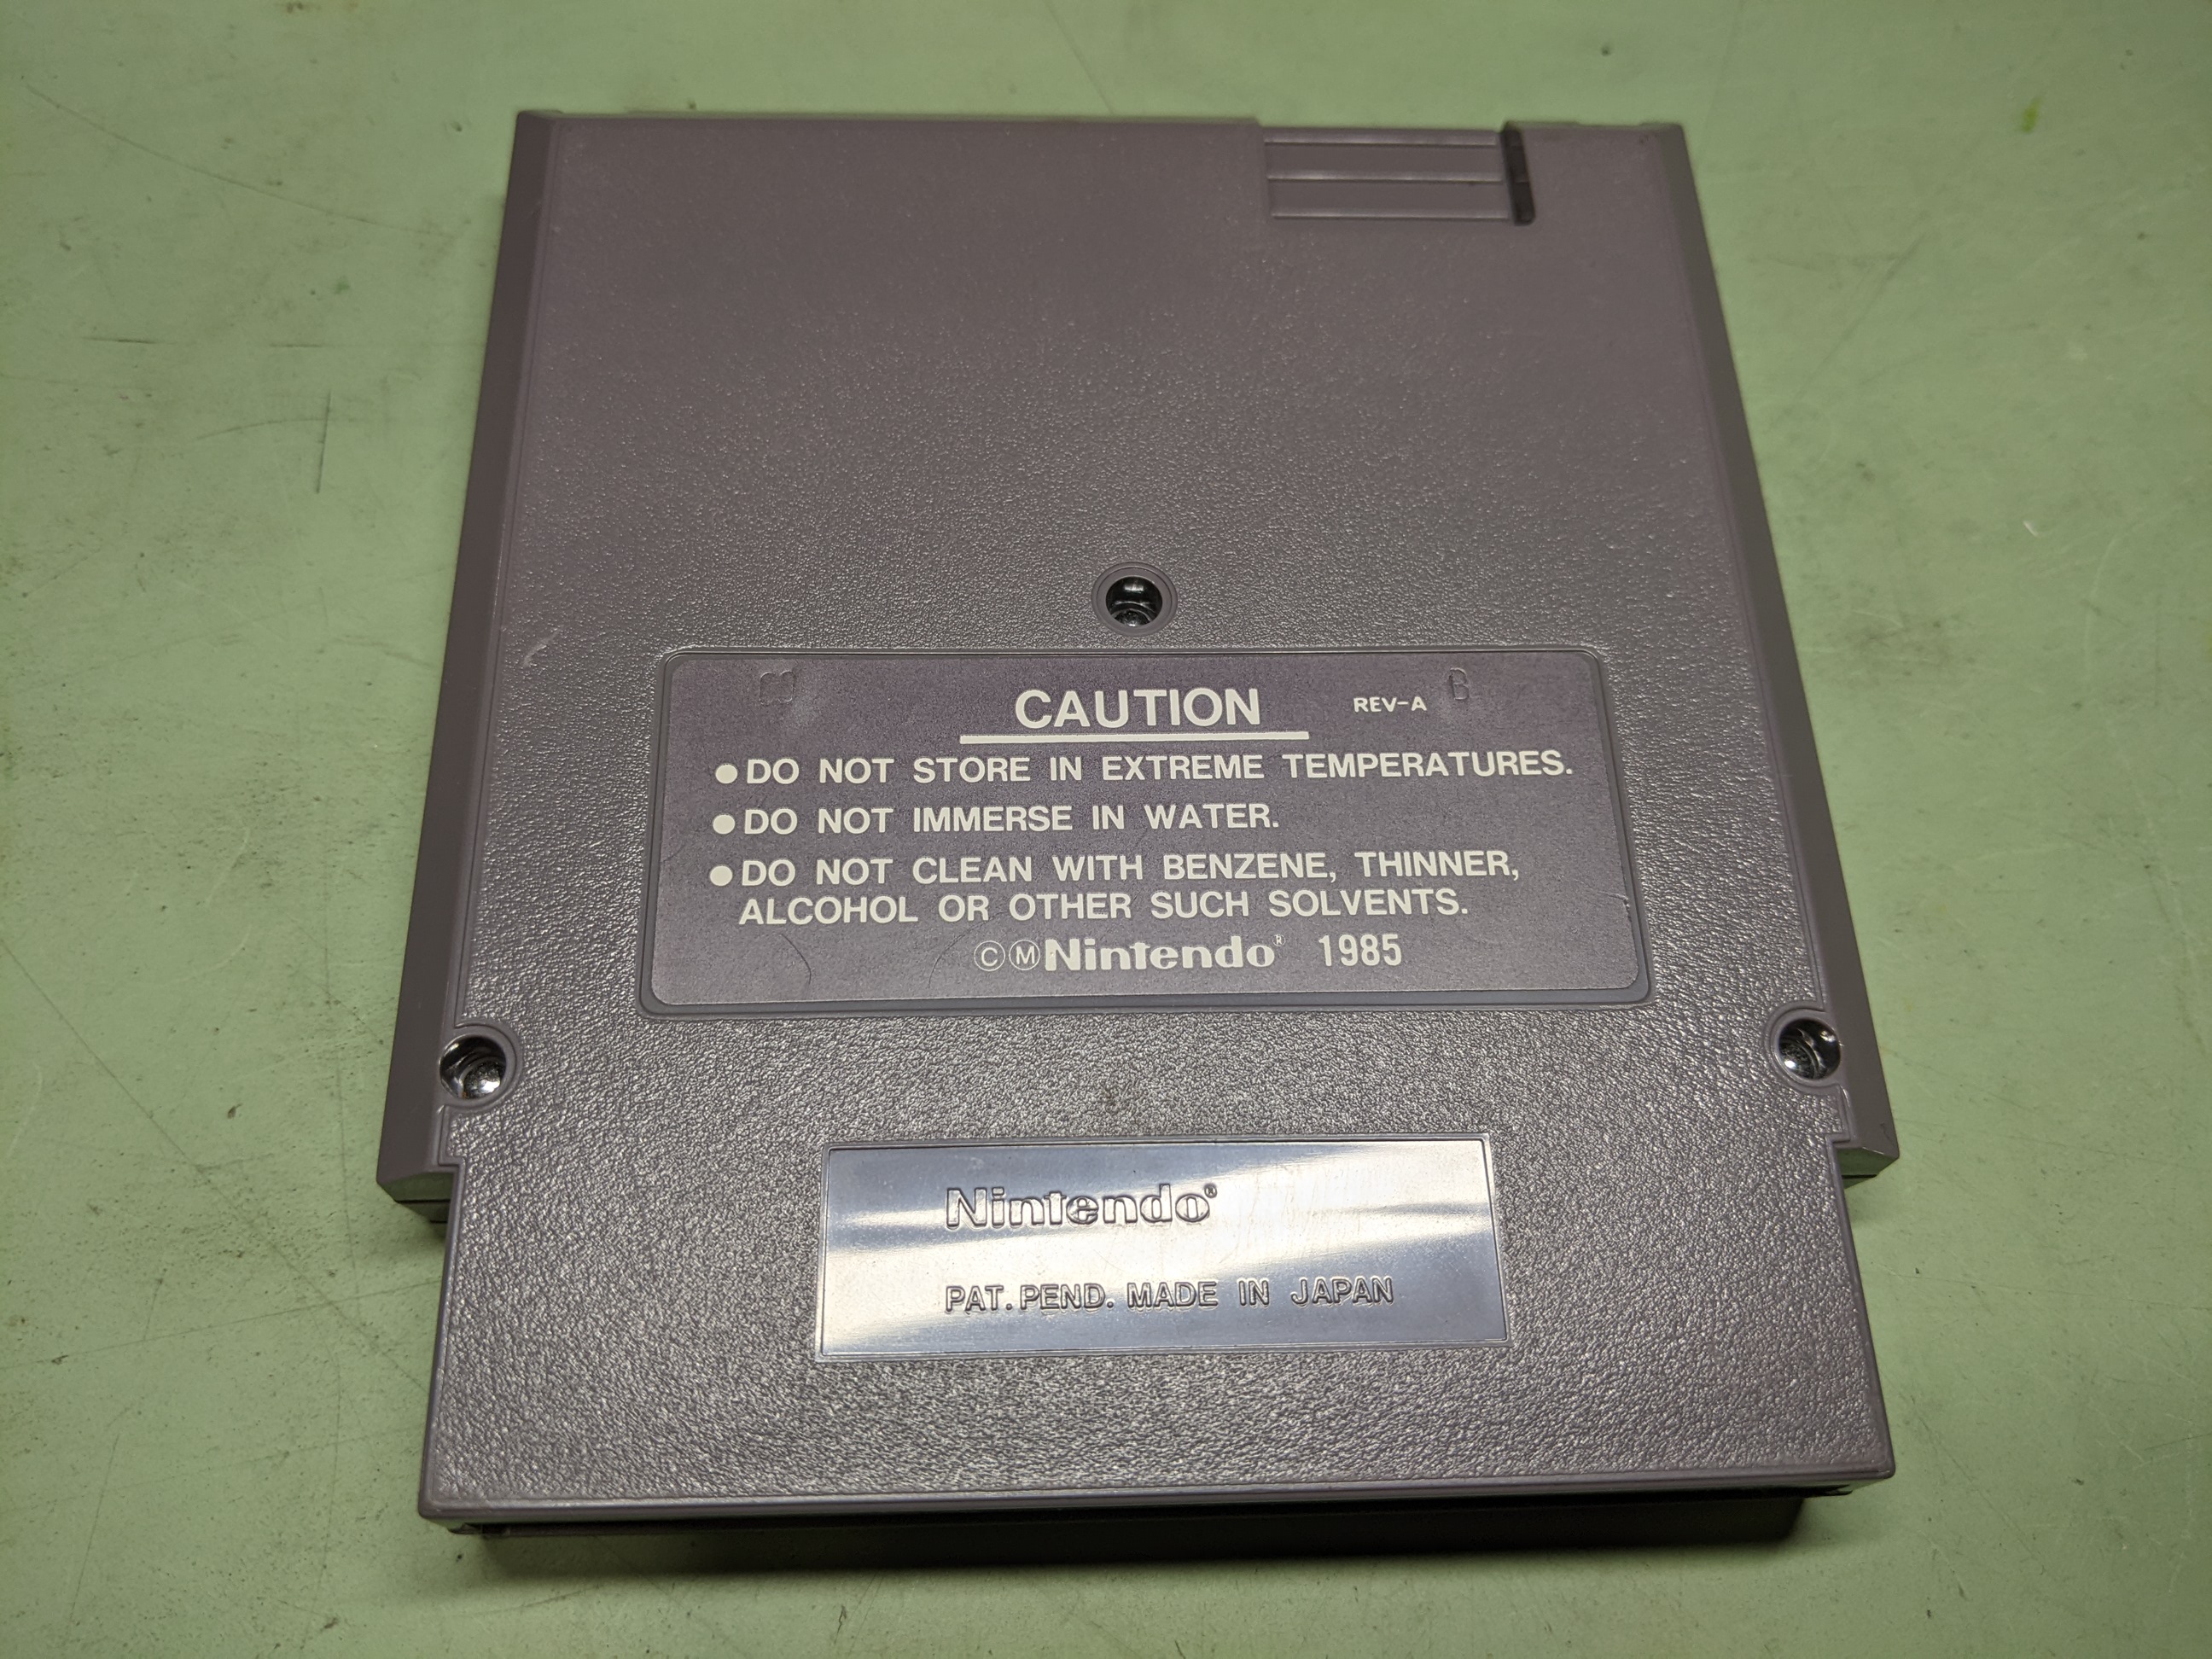 CAUTION REV-A B
●DO NOT STORE IN EXTREME TEMPERATURES.
●DO NOT IMMERSE IN WATER.
●DO NOT CLEAN WITH BENZENE, THINNER,
ALCOHOL OR OTHER SUCH SOLVENTS.
ⒸⓂNintendo® 1985
Nintendo®
PAT. PEND. MADE IN JAPAN